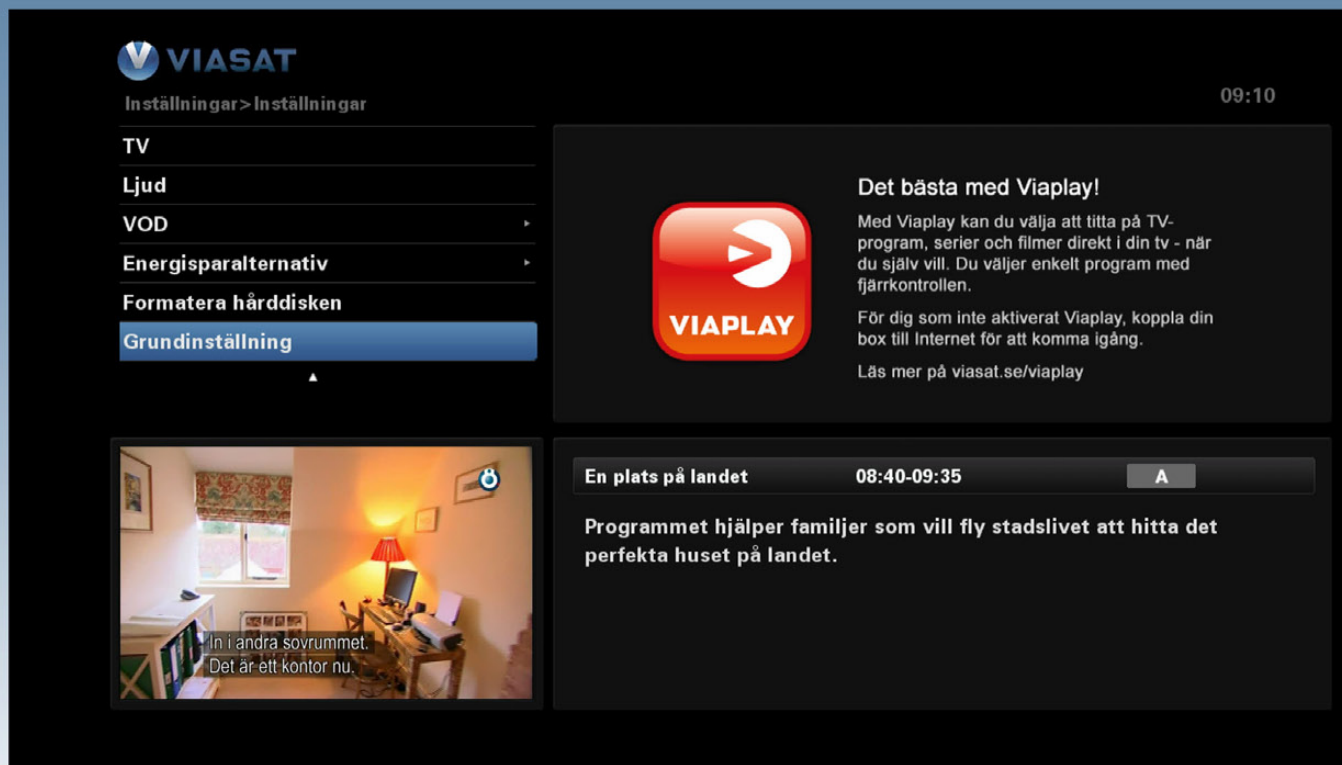 VIASAT
Inställningar>Inställningar
09:10
TV
Ljud
VOD
Energisparalternativ
Formatera hårddisken
Grundinställning
VIAPLAY
Det bästa med Viaplay!
Med Viaplay kan du välja att titta på TV-
program, serier och filmer direkt i din tv - när
du själv vill. Du väljer enkelt program med
fjärrkontrollen.
För dig som inte aktiverat Viaplay, koppla din
box till Internet för att komma igång.
Läs mer på viasat.se/viaplay
In i andra sovrummet.
Det är ett kontor nu.
En plats på landet 08:40-09:35 A
Programmet hjälper familjer som vill fly stadslivet att hitta det
perfekta huset på landet.